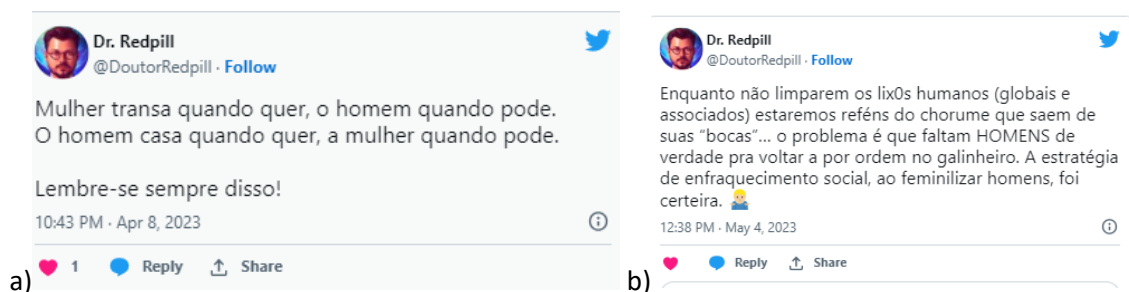 Dr. Redpill
@DoutorRedpill · Follow
Mulher transa quando quer, o homem quando pode.
O homem casa quando quer, a mulher quando pode.
Lembre-se sempre disso!
10:43 PM · Apr 8, 2023
1 Reply Share
a)
Dr. Redpill
@DoutorRedpill · Follow
Enquanto não limparem os lix0s humanos (globais e
associados) estaremos reféns do chorume que saem de
suas “bocas”... o problema é que faltam HOMENS de
verdade pra voltar a por ordem no galinheiro. A estratégia
de enfraquecimento social, ao feminilizar homens, foi
certeira. 🤷🏼‍♂️
12:38 PM · May 4, 2023
Reply Share
b)